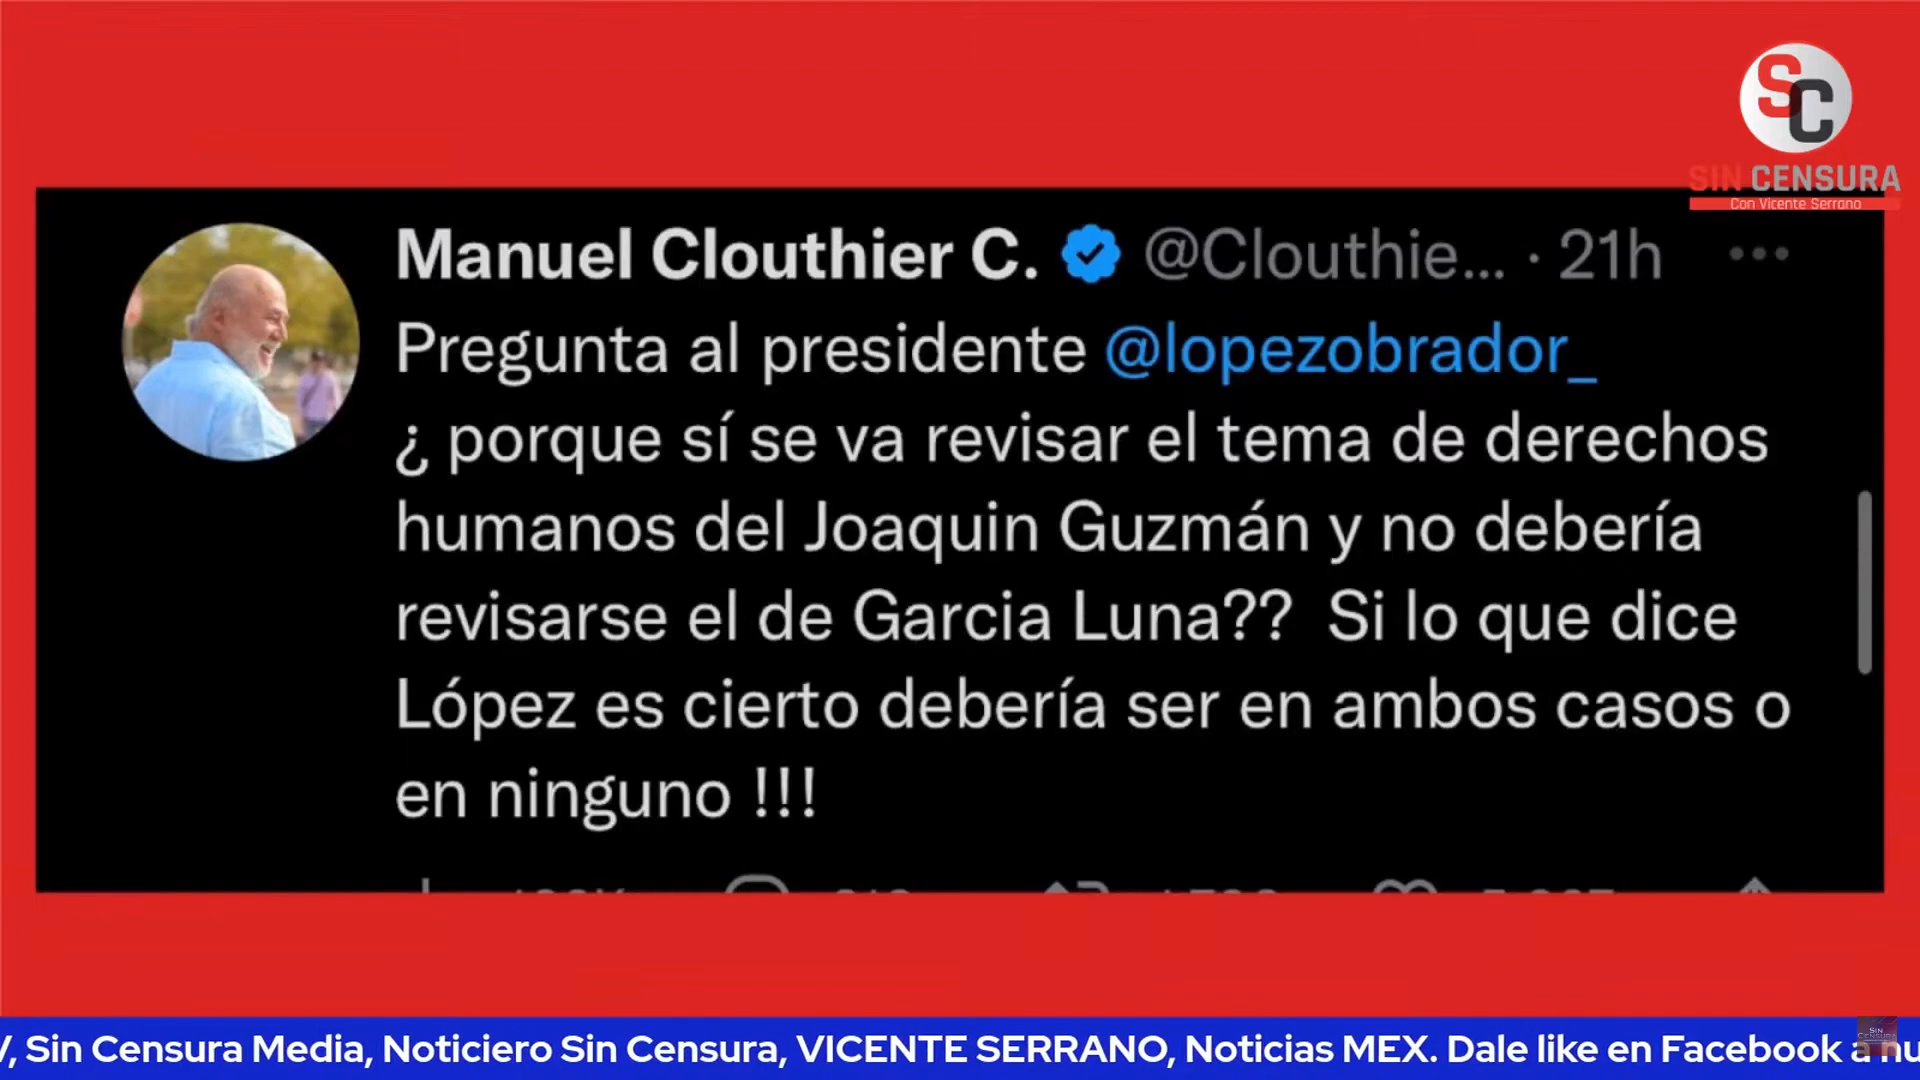 SC
SIN CENSURA
Con Vicente Serrano
Manuel Clouthier C. @Clouthie... · 21h
Pregunta al presidente @lopezobrador_
¿ porque sí se va revisar el tema de derechos
humanos del Joaquin Guzmán y no debería
revisarse el de Garcia Luna?? Si lo que dice
López es cierto debería ser en ambos casos o
en ninguno !!!
, Sin Censura Media, Noticiero Sin Censura, VICENTE SERRANO, Noticias MEX. Dale like en Facebook a nu